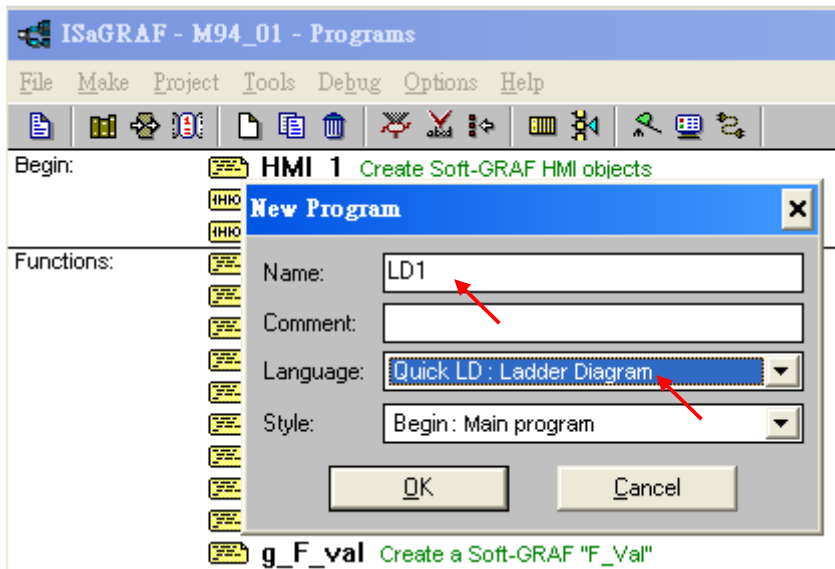 ISaGRAF - M94_01 - Programs
File Make Project Tools Debug Options Help
Begin:
HMI_1 Create Soft-GRAF HMI objects
New Program
Functions:
Name: LD1
Comment:
Language: Quick LD : Ladder Diagram
Style: Begin : Main program
OK Cancel
g_F_val Create a Soft-GRAF "F_Val"